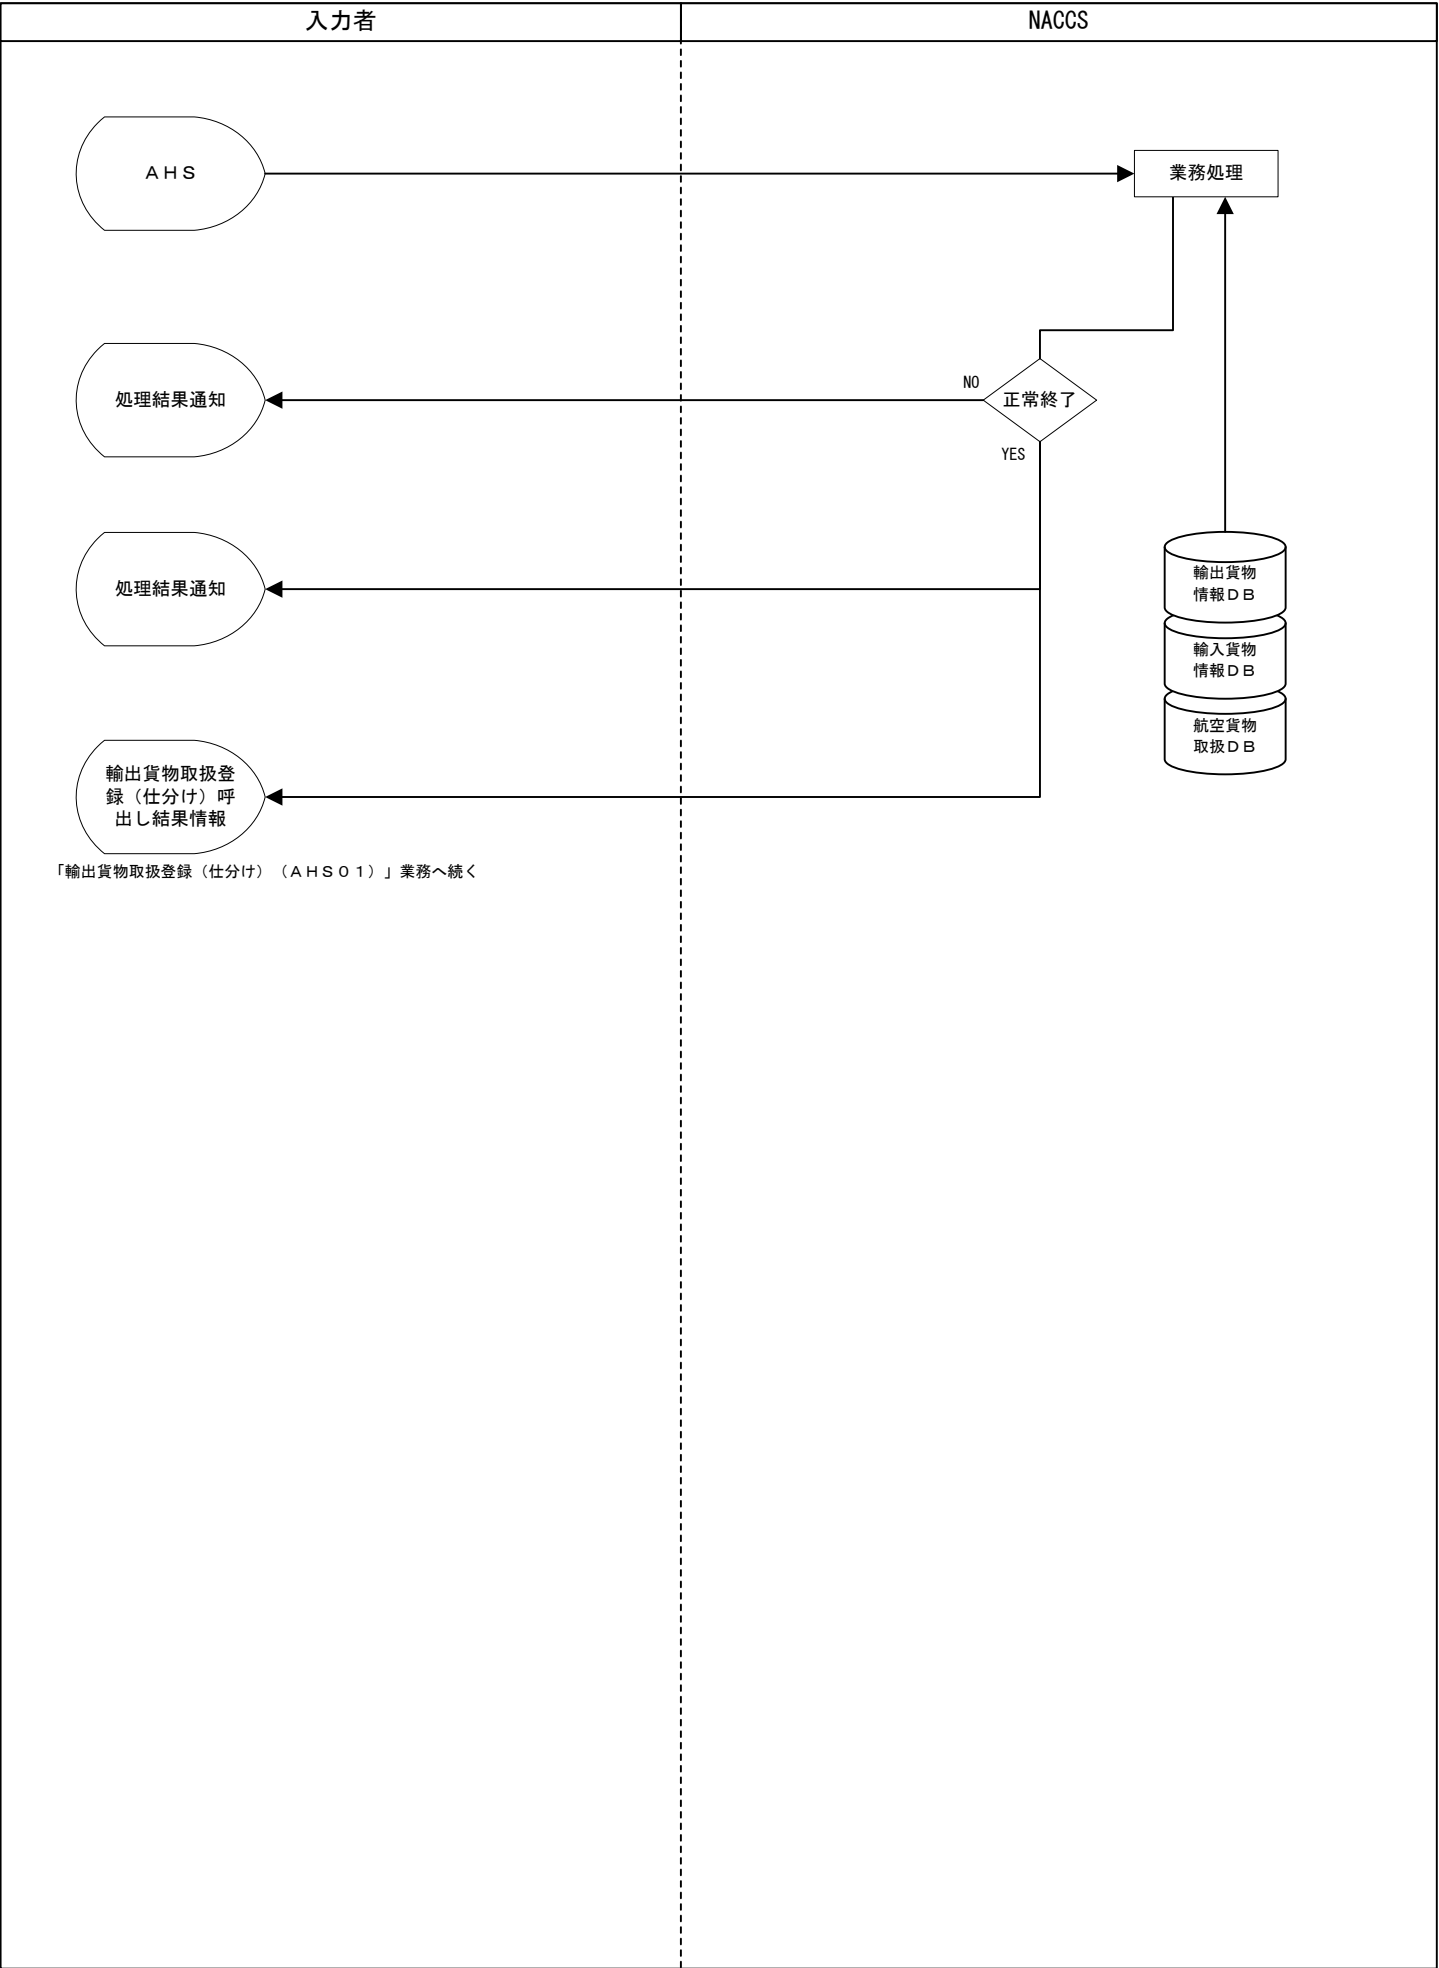 入力者
NACCS
ＡＨＳ
業務処理
処理結果通知
NO
正常終了
YES
処理結果通知
輸出貨物
情報ＤＢ
輸入貨物
情報ＤＢ
航空貨物
取扱ＤＢ
輸出貨物取扱登
録（仕分け）呼
出し結果情報
「輸出貨物取扱登録（仕分け）（ＡＨＳ０１）」業務へ続く